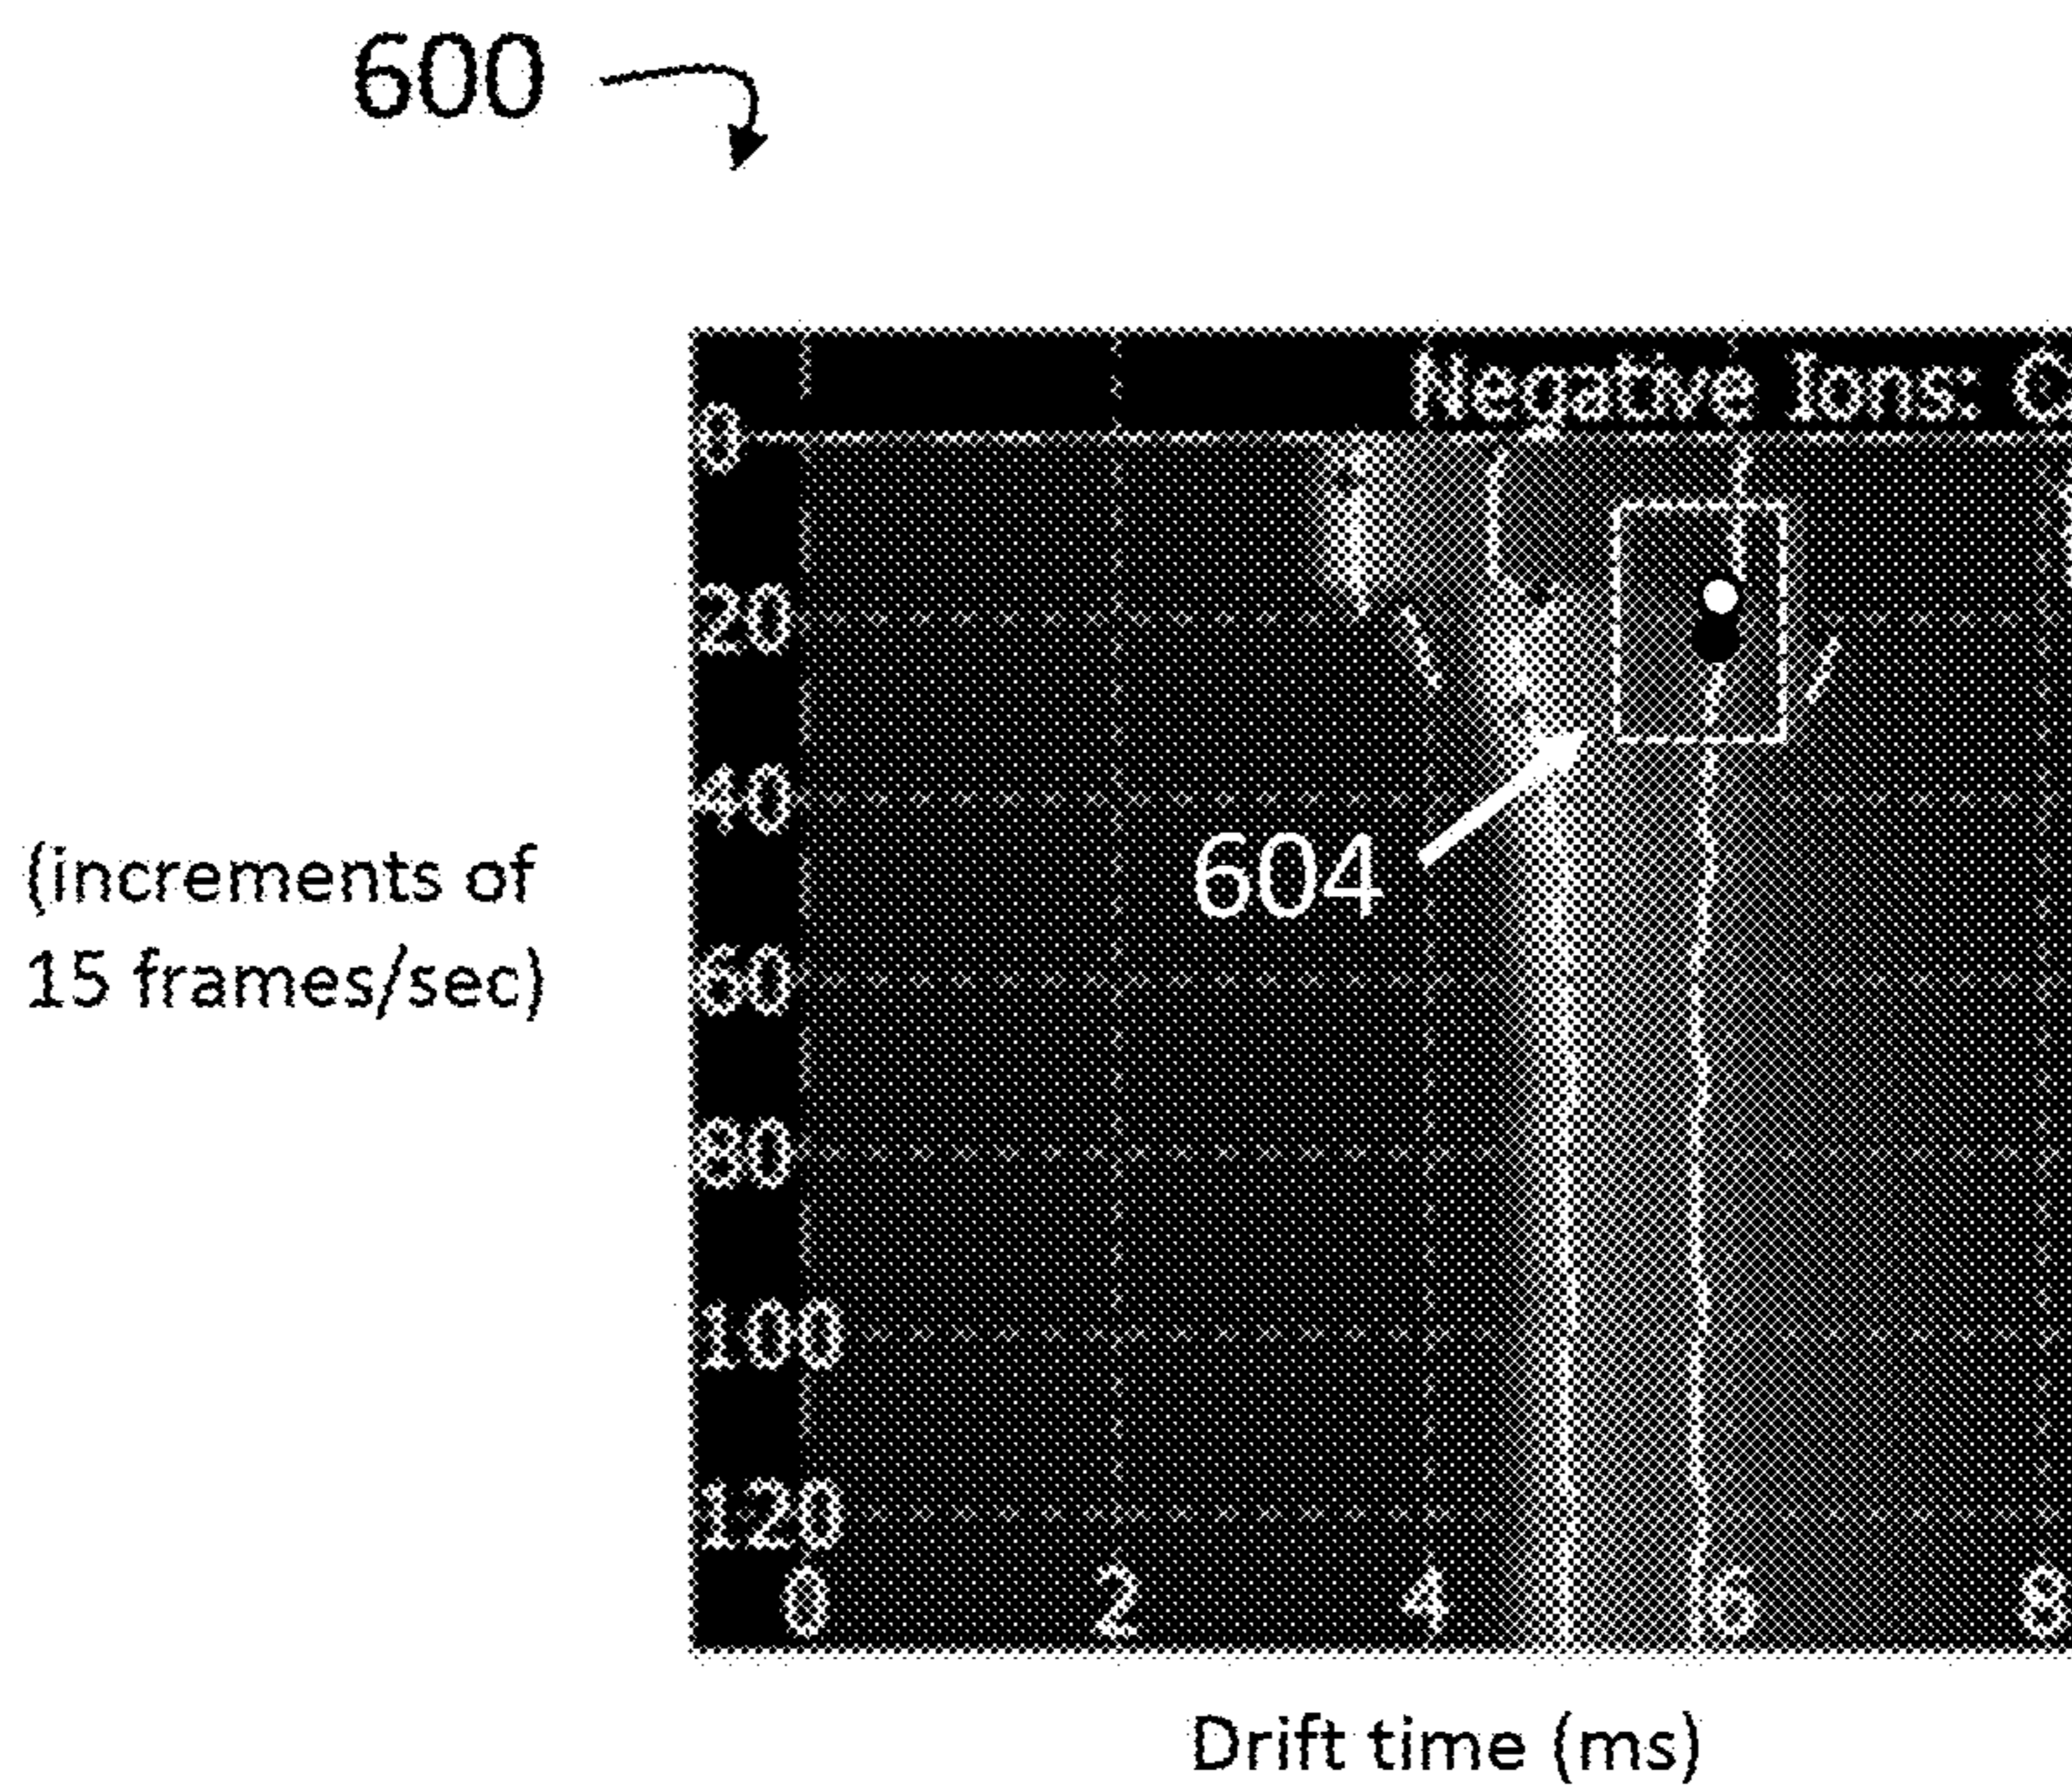 600
Negative Ions: C
0
20
40
604
(increments of
15 frames/sec)
60
80
100
120
0 2 4 6 8
Drift time (ms)